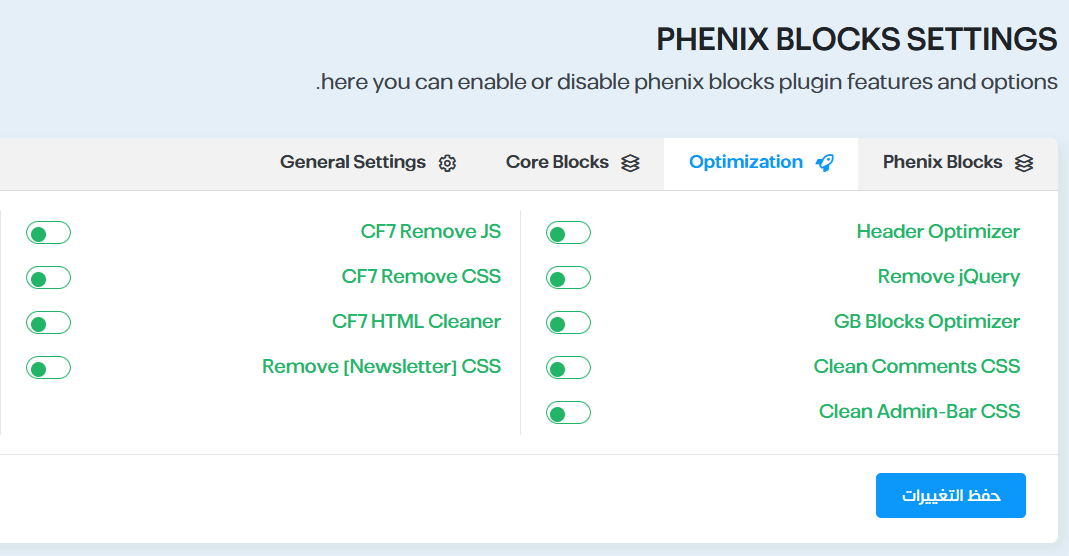 PHENIX BLOCKS SETTINGS
.here you can enable or disable phenix blocks plugin features and options
Phenix Blocks
Optimization
Core Blocks
General Settings
Header Optimizer
Remove jQuery
GB Blocks Optimizer
Clean Comments CSS
Clean Admin-Bar CSS
CF7 Remove JS
CF7 Remove CSS
CF7 HTML Cleaner
Remove [Newsletter] CSS
حفظ التغييرات